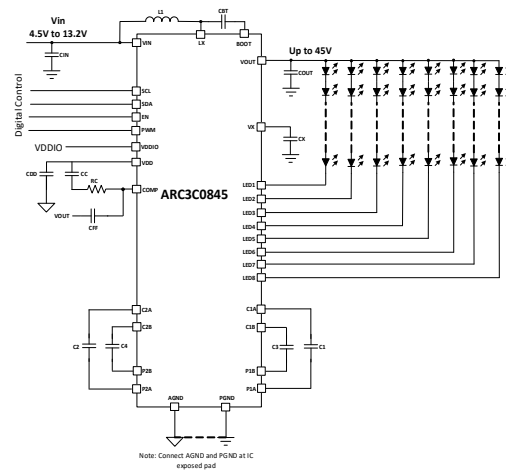 L1
CBT
Vin
4.5V to 13.2V
CIN
VIN
LX
BOOT
VOUT
Up to 45V
COUT
Digital Control
SCL
SDA
EN
PWM
VDDIO
VDDIO
VDD
VX
CX
CDD
CC
RC
COMP
ARC3C0845
VOUT
CFF
LED1
LED2
LED3
LED4
LED5
LED6
LED7
LED8
C2A
C2B
C1A
C1B
C2
C4
C3
C1
P2B
P2A
P1B
P1A
AGND
PGND
Note: Connect AGND and PGND at IC
exposed pad